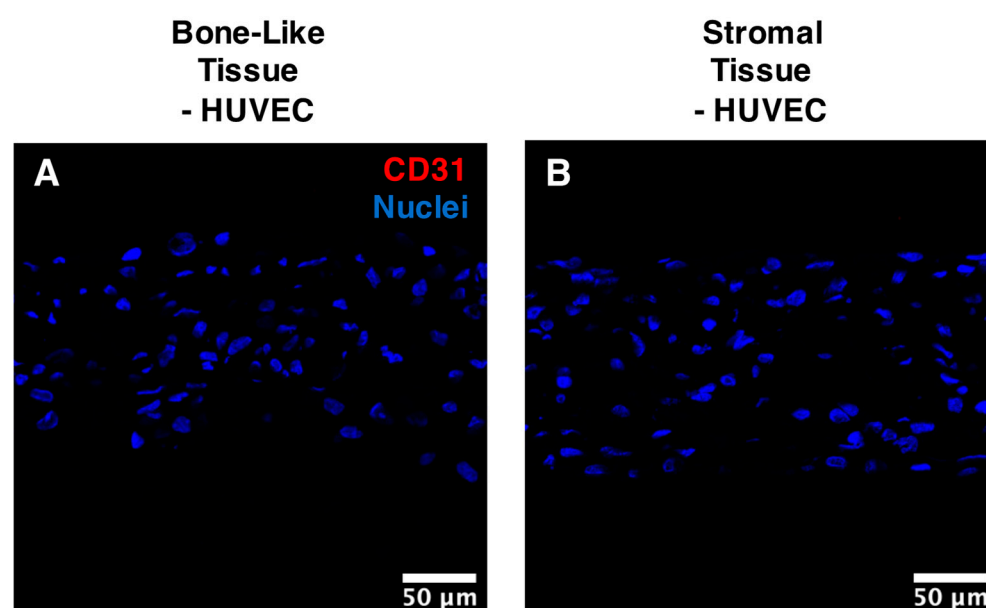 Bone-Like
Tissue
- HUVEC
Stromal
Tissue
- HUVEC
A
CD31
Nuclei
50 µm
B
50 µm